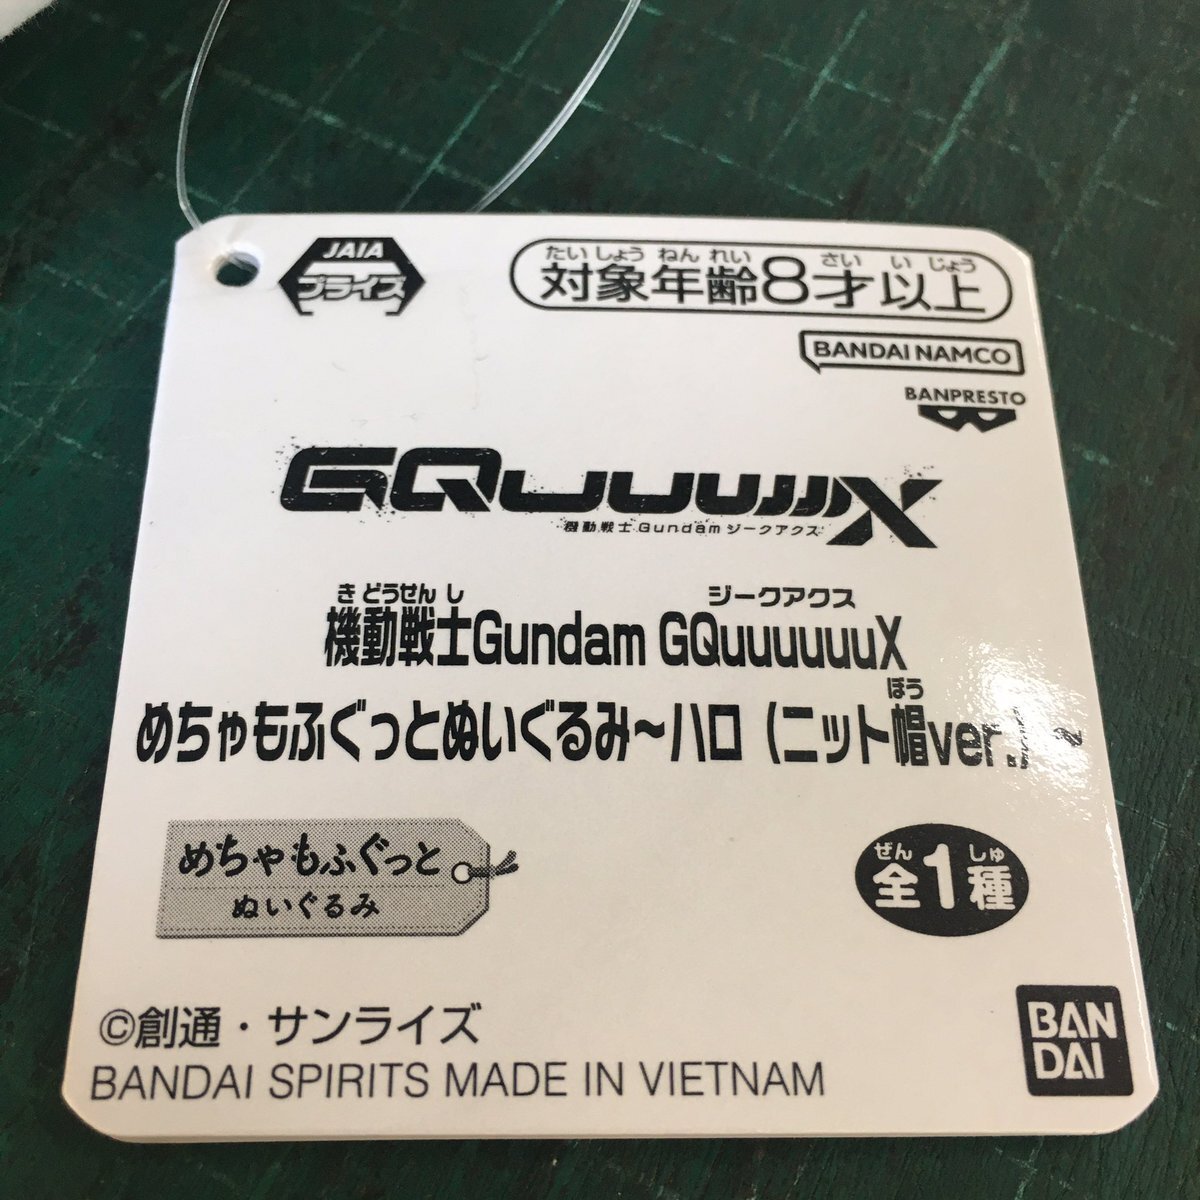 JAIA
プライズ
たいしょうねんれい さいいじょう
対象年齢8才以上
BANDAI NAMCO
BANPRESTO
GQuuuuuuX
機動戦士Gundamジークアクス
きどうせんし ジークアクス
機動戦士Gundam GQuuuuuuX
ぼう
めちゃもふぐっとぬいぐるみ～ハロ（ニット帽ver.）～
めちゃもふぐっと
ぬいぐるみ
ぜん しゅ
全1種
©創通・サンライズ
BANDAI SPIRITS MADE IN VIETNAM
BAN
DAI